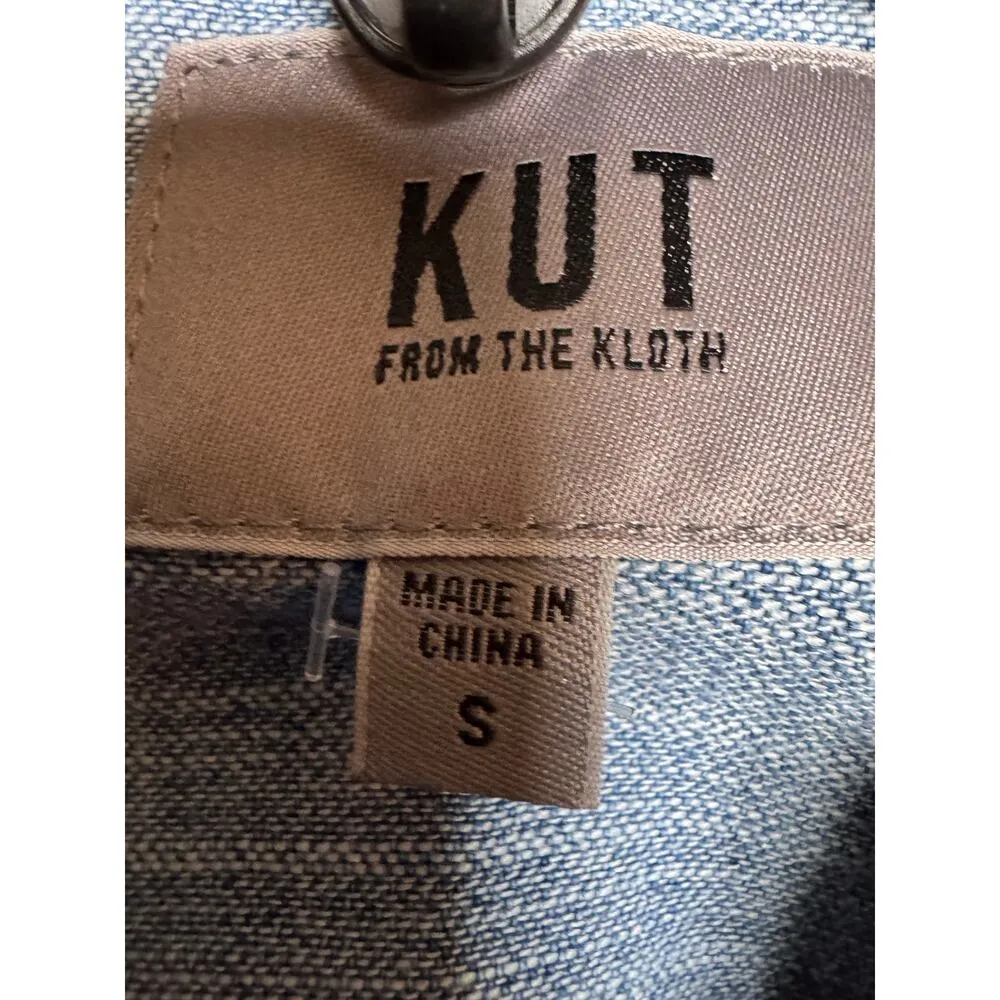 KUT
FROM THE KLOTH
MADE IN
CHINA
S